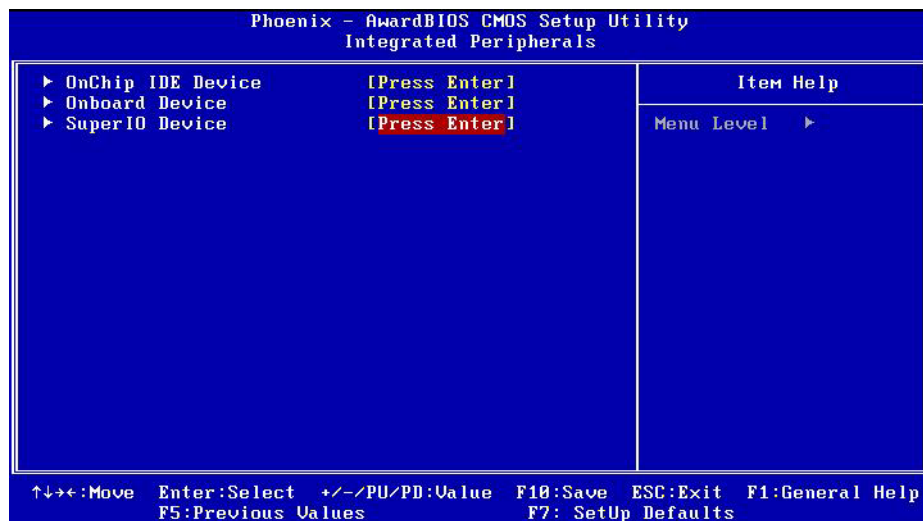 Phoenix - AwardBIOS CMOS Setup Utility
Integrated Peripherals
► OnChip IDE Device [Press Enter]
► Onboard Device [Press Enter]
► SuperIO Device [Press Enter]
Item Help
Menu Level ►
↑↓→←:Move Enter:Select +/-/PU/PD:Value F10:Save ESC:Exit F1:General Help
F5:Previous Values F7: SetUp Defaults